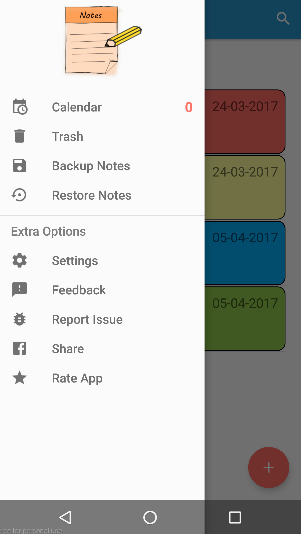 Notes
Calendar 0
24-03-2017
Trash
Backup Notes
24-03-2017
Restore Notes
Extra Options
05-04-2017
Settings
Feedback
05-04-2017
Report Issue
Share
Rate App